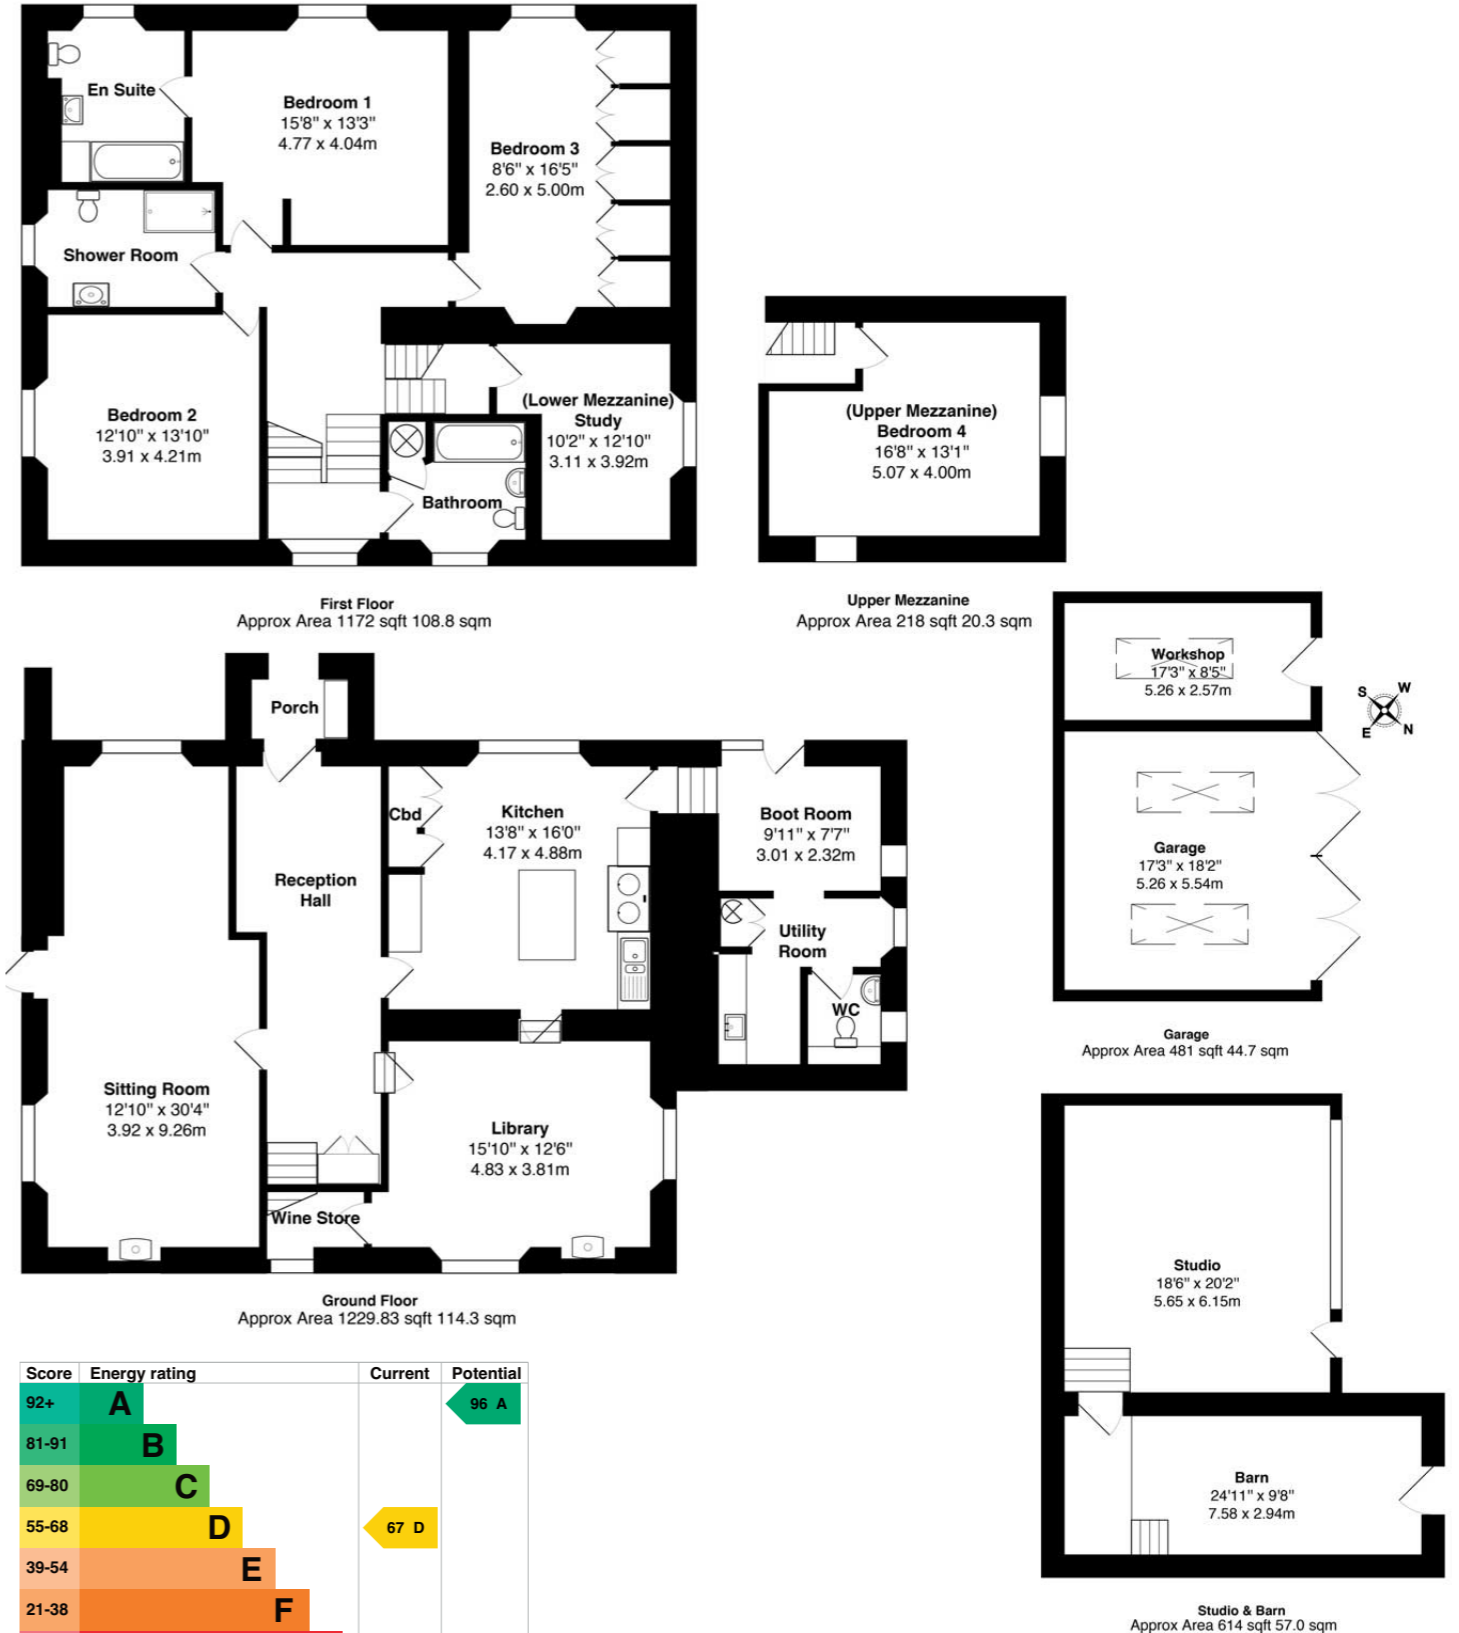 En Suite
Bedroom 1
15'8" x 13'3"
4.77 x 4.04m
Bedroom 3
8'6" x 16'5"
2.60 x 5.00m
Shower Room
Bedroom 2
12'10" x 13'10"
3.91 x 4.21m
(Lower Mezzanine)
Study
10'2" x 12'10"
3.11 x 3.92m
Bathroom
First Floor
Approx Area 1172 sqft 108.8 sqm
(Upper Mezzanine)
Bedroom 4
16'8" x 13'1"
5.07 x 4.00m
Upper Mezzanine
Approx Area 218 sqft 20.3 sqm
Workshop
17'3" x 8'5"
5.26 x 2.57m
S W
E N
Garage
17'3" x 18'2"
5.26 x 5.54m
Garage
Approx Area 481 sqft 44.7 sqm
Porch
Cbd
Kitchen
13'8" x 16'0"
4.17 x 4.88m
Boot Room
9'11" x 7'7"
3.01 x 2.32m
Reception
Hall
Utility
Room
WC
Sitting Room
12'10" x 30'4"
3.92 x 9.26m
Library
15'10" x 12'6"
4.83 x 3.81m
Wine Store
Ground Floor
Approx Area 1229.83 sqft 114.3 sqm
Studio
18'6" x 20'2"
5.65 x 6.15m
Barn
24'11" x 9'8"
7.58 x 2.94m
Studio & Barn
Approx Area 614 sqft 57.0 sqm
Score Energy rating Current Potential
92+ A 96 A
81-91 B
69-80 C
55-68 D 67 D
39-54 E
21-38 F